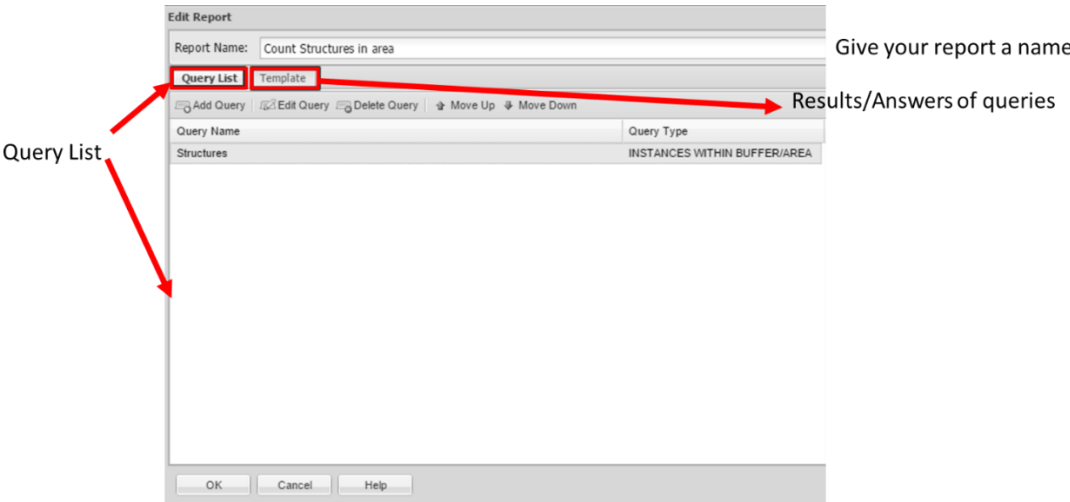 Edit Report
Report Name: Count Structures in area
Give your report a name
Query List Template
Results/Answers of queries
Add Query Edit Query Delete Query Move Up Move Down
Query Name Query Type
Query List
Structures INSTANCES WITHIN BUFFER/AREA
OK Cancel Help